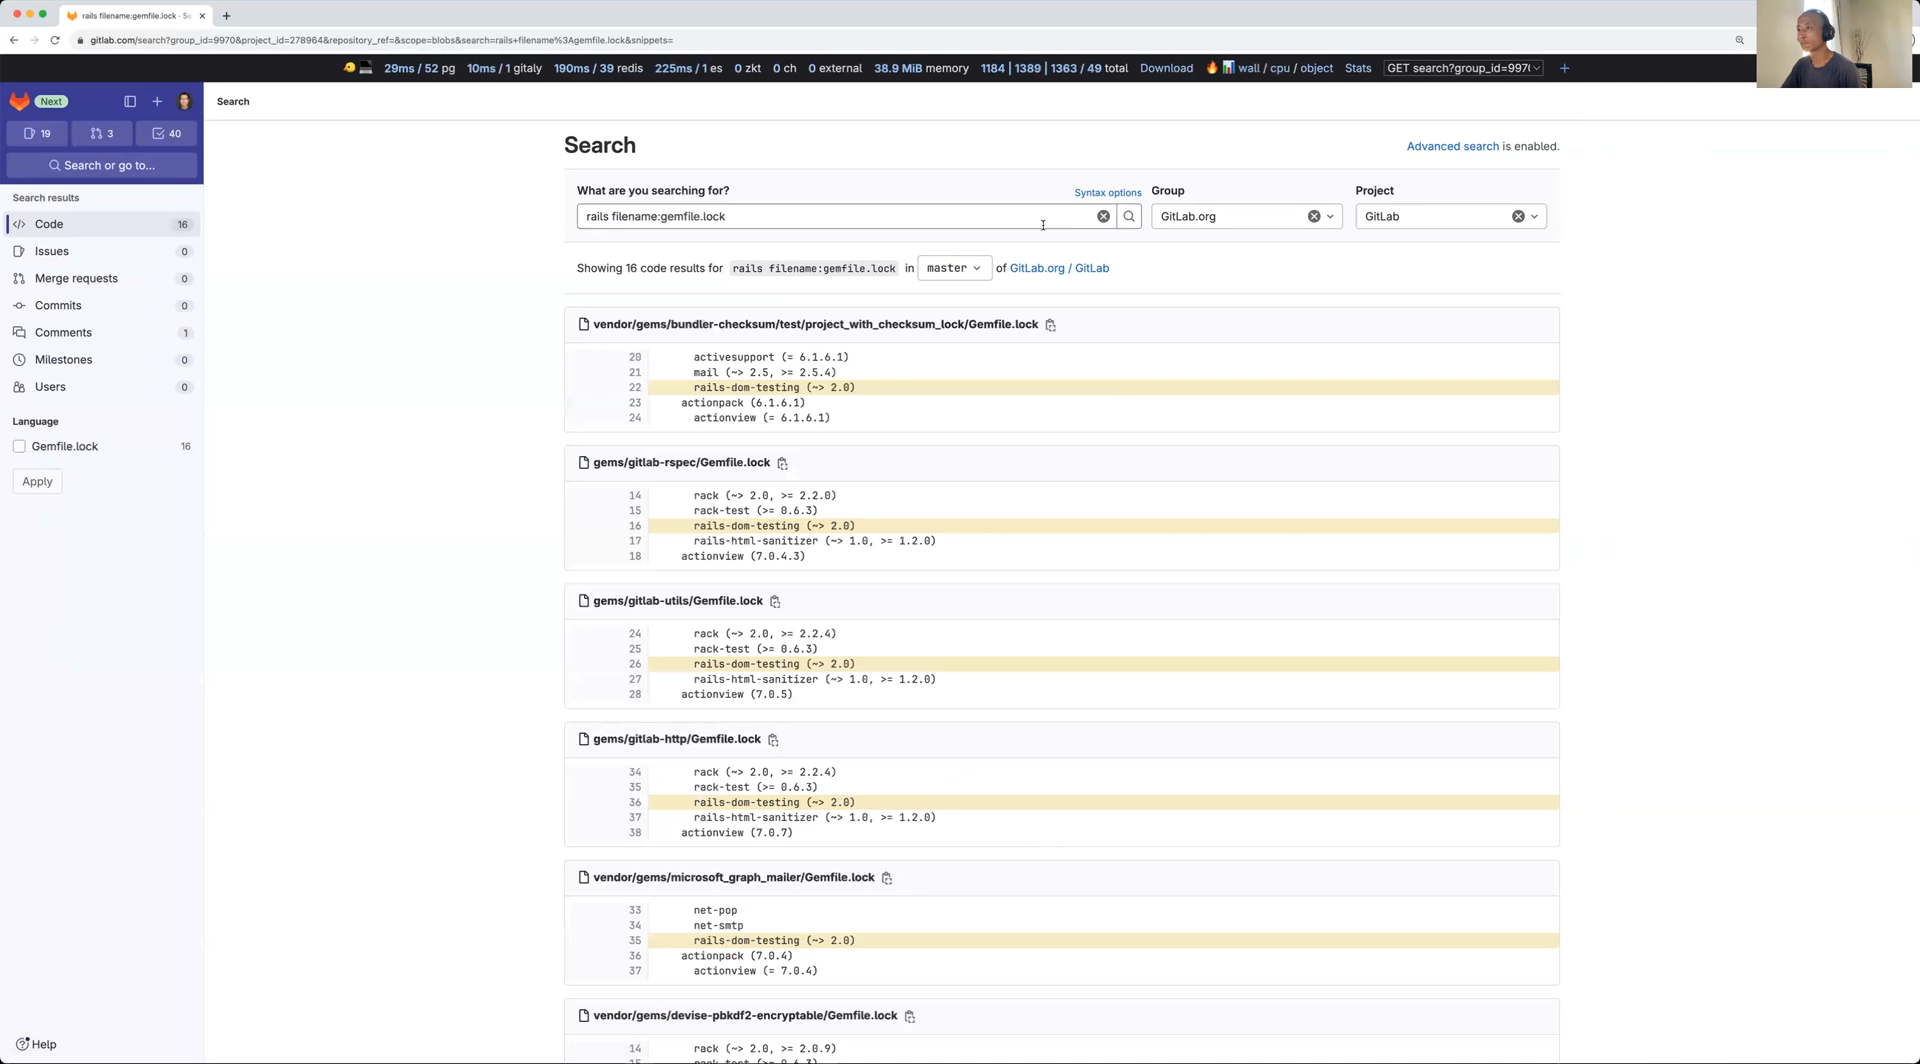 rails filename:gemfile.lock · Se
gitlab.com/search?group_id=9970&project_id=278964&repository_ref=&scope=blobs&search=rails+filename%3Agemfile.lock&snippets=
29ms / 52 pg 10ms / 1 gitaly 190ms / 39 redis 225ms / 1 es 0 zkt 0 ch 0 external 38.9 MiB memory 1184 | 1389 | 1363 / 49 total Download wall / cpu / object Stats GET search?group_id=997(
Next
Search
19 3 40
Search or go to...
Search results
Code 16
Issues 0
Merge requests 0
Commits 0
Comments 1
Milestones 0
Users 0
Language
Gemfile.lock 16
Apply
Help
Search
Advanced search is enabled.
What are you searching for? Syntax options Group Project
rails filename:gemfile.lock GitLab.org GitLab
Showing 16 code results for rails filename:gemfile.lock in master of GitLab.org / GitLab
vendor/gems/bundler-checksum/test/project_with_checksum_lock/Gemfile.lock
20 activesupport (= 6.1.6.1)
21 mail (~> 2.5, >= 2.5.4)
22 rails-dom-testing (~> 2.0)
23 actionpack (6.1.6.1)
24 actionview (= 6.1.6.1)
gems/gitlab-rspec/Gemfile.lock
14 rack (~> 2.0, >= 2.2.0)
15 rack-test (>= 0.6.3)
16 rails-dom-testing (~> 2.0)
17 rails-html-sanitizer (~> 1.0, >= 1.2.0)
18 actionview (7.0.4.3)
gems/gitlab-utils/Gemfile.lock
24 rack (~> 2.0, >= 2.2.4)
25 rack-test (>= 0.6.3)
26 rails-dom-testing (~> 2.0)
27 rails-html-sanitizer (~> 1.0, >= 1.2.0)
28 actionview (7.0.5)
gems/gitlab-http/Gemfile.lock
34 rack (~> 2.0, >= 2.2.4)
35 rack-test (>= 0.6.3)
36 rails-dom-testing (~> 2.0)
37 rails-html-sanitizer (~> 1.0, >= 1.2.0)
38 actionview (7.0.7)
vendor/gems/microsoft_graph_mailer/Gemfile.lock
33 net-pop
34 net-smtp
35 rails-dom-testing (~> 2.0)
36 actionpack (7.0.4)
37 actionview (= 7.0.4)
vendor/gems/devise-pbkdf2-encryptable/Gemfile.lock
14 rack (~> 2.0, >= 2.0.9)